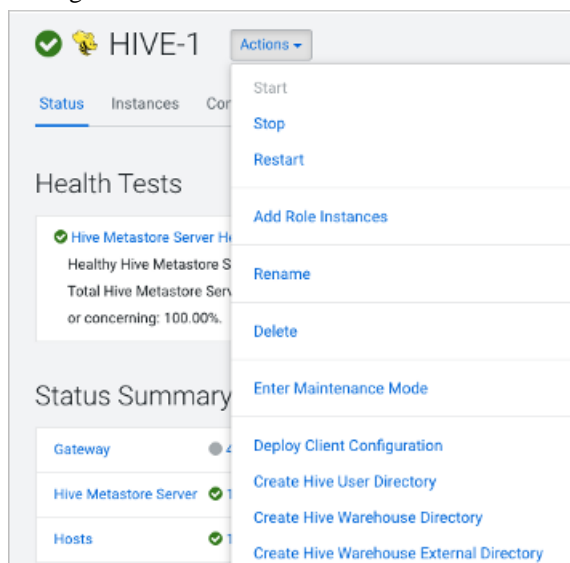 HIVE-1 Actions
Status Instances
Start
Stop
Restart
Add Role Instances
Rename
Delete
Enter Maintenance Mode
Deploy Client Configuration
Create Hive User Directory
Create Hive Warehouse Directory
Create Hive Warehouse External Directory
Health Tests
Hive Metastore Server
Healthy Hive Metastore
Total Hive Metastore
or concerning: 100.00%.
Status Summary
Gateway
Hive Metastore Server
Hosts